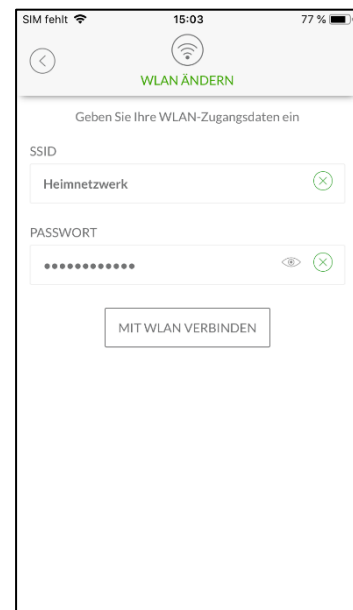 SIM fehlt 15:03 77 %
WLAN ÄNDERN
Geben Sie Ihre WLAN-Zugangsdaten ein
SSID
Heimnetzwerk
PASSWORT
••••••••••••
MIT WLAN VERBINDEN